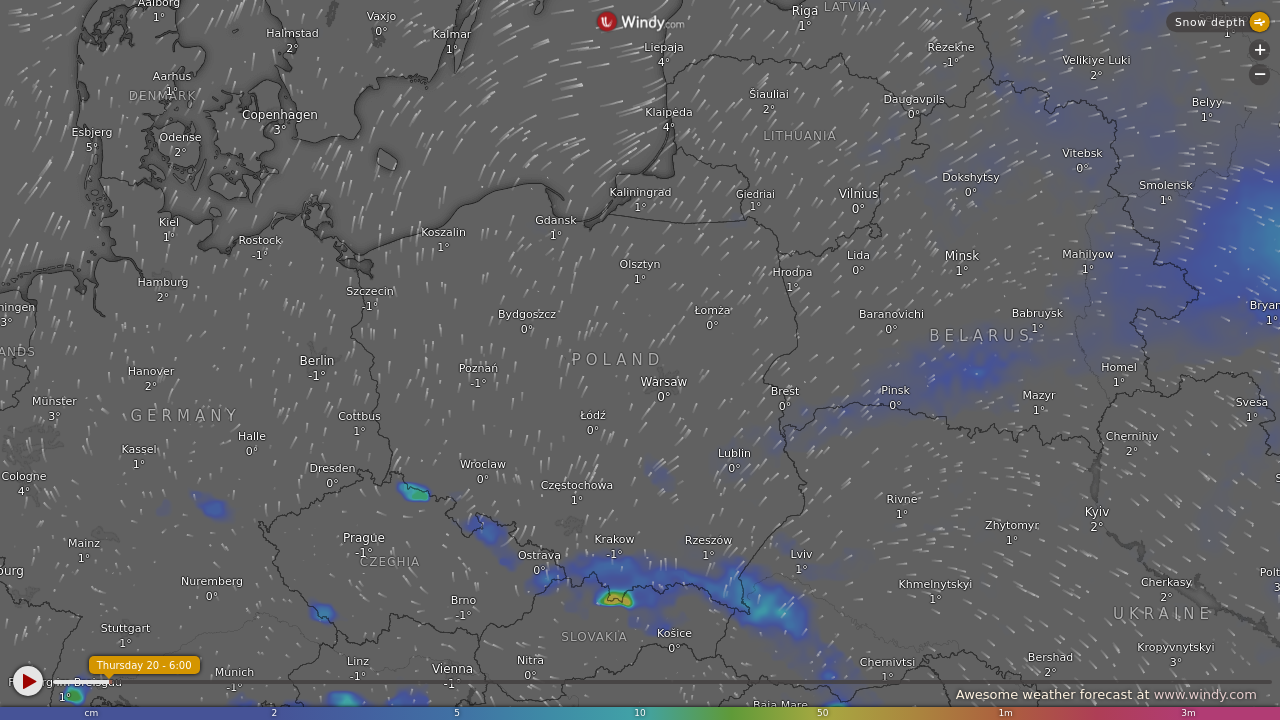 Aalborg
1°
Vaxjo
0°
Windy.com
Riga
1°
LATVIA
Snow depth
1°
Halmstad
2°
Kalmar
1°
Liepaja
4°
Rēzekne
-1°
Velikiye Luki
2°
+
−
Aarhus
1°
DENMARK
Copenhagen
3°
Šiauliai
2°
Daugavpils
0°
Belyy
1°
Klaipėda
4°
Esbjerg
5°
Odense
2°
LITHUANIA
Vitebsk
0°
Dokshytsy
0°
Smolensk
1°
Kaliningrad
1°
Giedriai
1°
Vilnius
0°
Kiel
1°
Gdansk
1°
Koszalin
1°
Rostock
-1°
Olsztyn
1°
Hrodna
1°
Lida
0°
Minsk
1°
Mahilyow
1°
Hamburg
2°
Szczecin
-1°
ningen
3°
Bydgoszcz
0°
Łomża
0°
Baranovichi
0°
Babruysk
1°
Bryan
1°
BELARUS
ANDS
Hanover
2°
Berlin
-1°
Poznań
-1°
POLAND
Warsaw
0°
Homel
1°
Brest
0°
Pinsk
0°
Mazyr
1°
Münster
3°
GERMANY
Cottbus
1°
Łódź
0°
Svesa
1°
Kassel
1°
Halle
0°
Chernihiv
2°
Lublin
0°
Cologne
4°
Dresden
0°
Wroclaw
0°
Częstochowa
1°
S
Rivne
1°
Kyiv
2°
Zhytomyr
1°
Mainz
1°
Prague
-1°
CZECHIA
Ostrava
0°
Krakow
-1°
Rzeszów
1°
Lviv
1°
ourg
Nuremberg
0°
Khmelnytskyi
1°
Cherkasy
2°
Polt
3°
Brno
-1°
UKRAINE
Stuttgart
1°
SLOVAKIA
Košice
0°
Kropyvnytskyi
3°
Thursday 20 - 6:00
Linz
-1°
Vienna
-1°
Nitra
0°
Chernivtsi
1°
Bershad
2°
Munich
-1°
1°
Awesome weather forecast at www.windy.com
Baia Mare
cm 2 5 10 50 1m 3m